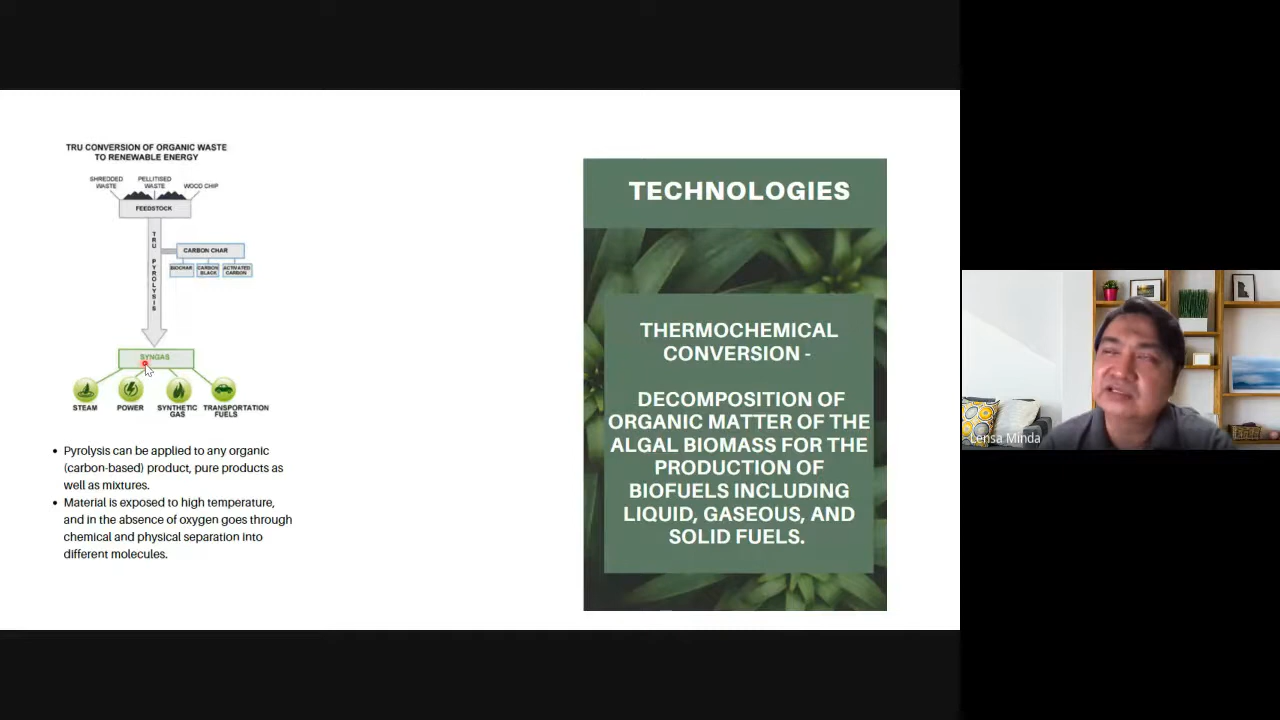 TRU CONVERSION OF ORGANIC WASTE
TO RENEWABLE ENERGY
SHREDDED
WASTE
PELLITISED
WASTE
WOOD CHIP
FEEDSTOCK
TRU PYROLYSIS
CARBON CHAR
BIOCHAR
CARBON
BLACK
ACTIVATED
CARBON
SYNGAS
STEAM
POWER
SYNTHETIC
GAS
TRANSPORTATION
FUELS
• Pyrolysis can be applied to any organic
(carbon-based) product, pure products as
well as mixtures.
• Material is exposed to high temperature,
and in the absence of oxygen goes through
chemical and physical separation into
different molecules.
TECHNOLOGIES
THERMOCHEMICAL
CONVERSION -
DECOMPOSITION OF
ORGANIC MATTER OF THE
ALGAL BIOMASS FOR THE
PRODUCTION OF
BIOFUELS INCLUDING
LIQUID, GASEOUS, AND
SOLID FUELS.
Lensa Minda